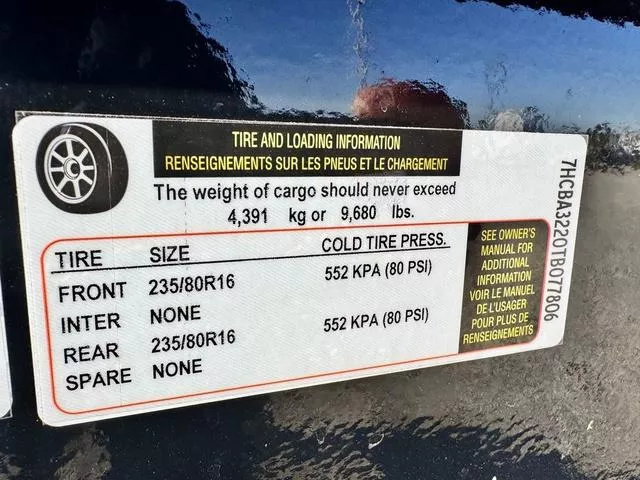 TIRE AND LOADING INFORMATION
RENSEIGNEMENTS SUR LES PNEUS ET LE CHARGEMENT
The weight of cargo should never exceed
4,391 kg or 9,680 lbs.
TIRE SIZE COLD TIRE PRESS.
FRONT 235/80R16 552 KPA (80 PSI)
INTER NONE
REAR 235/80R16 552 KPA (80 PSI)
SPARE NONE
SEE OWNER'S
MANUAL FOR
ADDITIONAL
INFORMATION
VOIR LE MANUEL
DE L'USAGER
POUR PLUS DE
RENSEIGNEMENTS
7HCBA3220TB077806